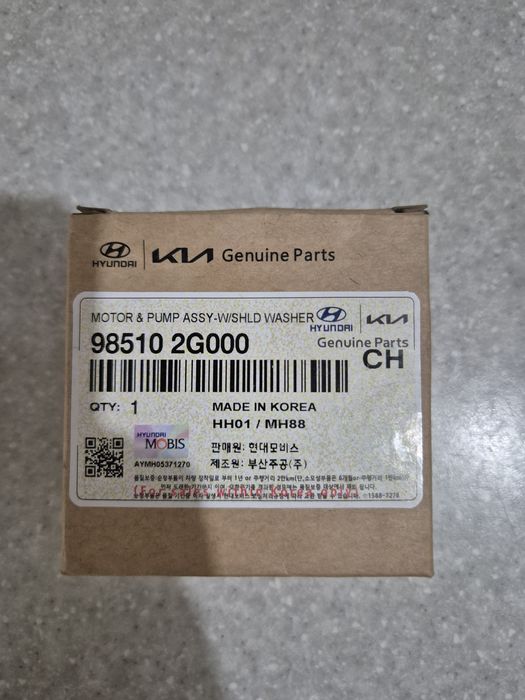 HYUNDAI KIA Genuine Parts
MOTOR & PUMP ASSY-W/SHLD WASHER
HYUNDAI KIA
98510 2G000
Genuine Parts
CH
QTY: 1 MADE IN KOREA
HH01 / MH88
HYUNDAI
MOBIS
판매원: 현대모비스
AYMH05371270
제조원: 부산주공(주)